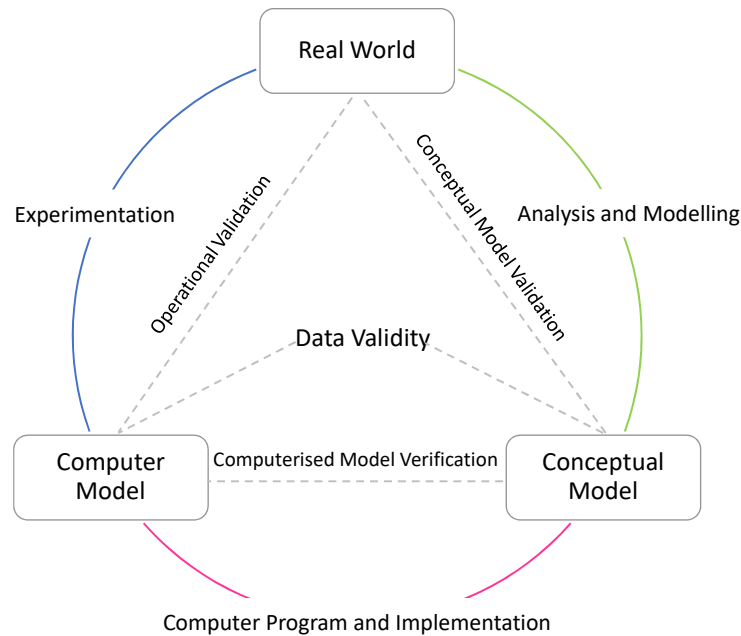 Real World
Experimentation
Operational Validation
Conceptual Model Validation
Analysis and Modelling
Data Validity
Computer
Model
Computerised Model Verification
Conceptual
Model
Computer Program and Implementation